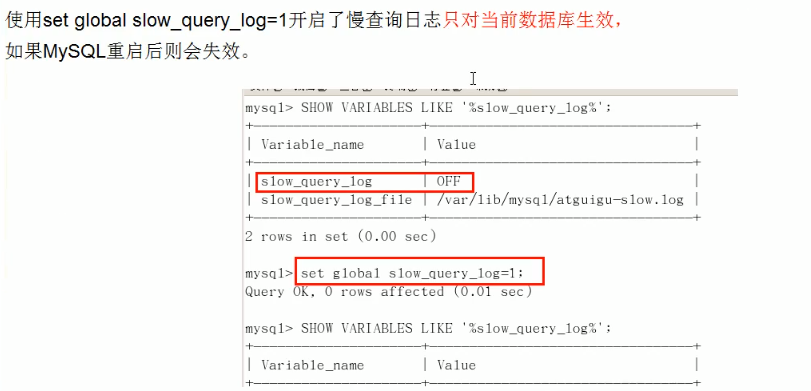 使用set global slow_query_log=1开启了慢查询日志只对当前数据库生效，
如果MySQL重启后则会失效。
mysql> SHOW VARIABLES LIKE '%slow_query_log%';
| Variable_name | Value |
| slow_query_log | OFF |
| slow_query_log_file | /var/lib/mysql/atguigu-slow.log |
2 rows in set (0.00 sec)
mysql> set global slow_query_log=1;
Query OK, 0 rows affected (0.01 sec)
mysql> SHOW VARIABLES LIKE '%slow_query_log%';
| Variable_name | Value |